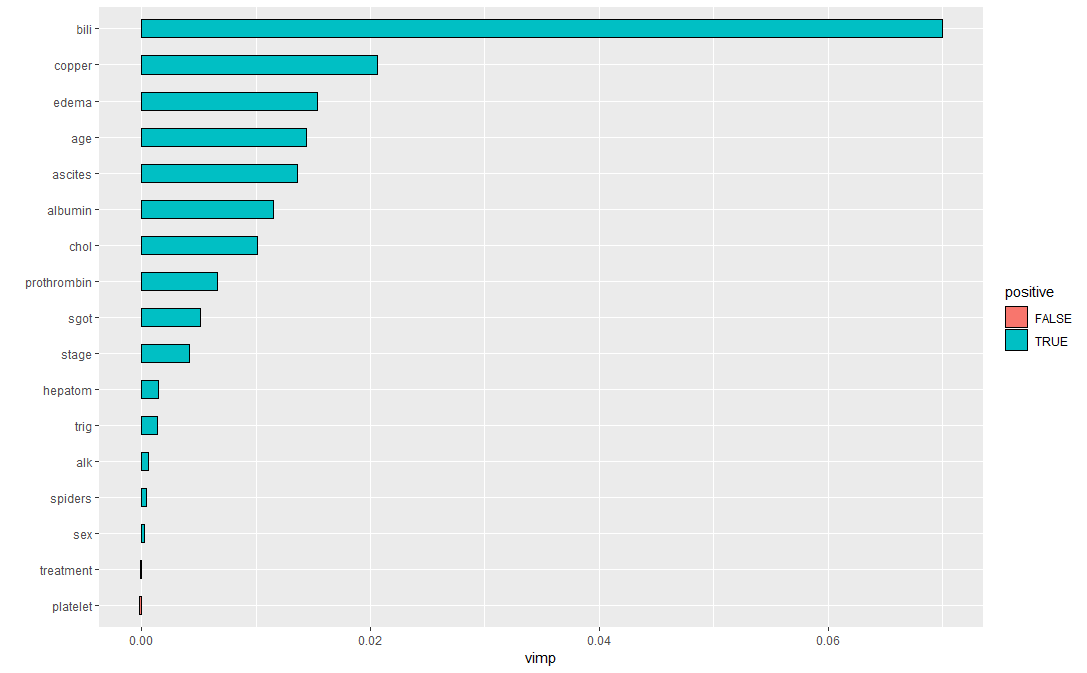 bili
copper
edema
age
ascites
albumin
chol
prothrombin
sgot
stage
hepatom
trig
alk
spiders
sex
treatment
platelet
0.00 0.02 0.04 0.06
vimp
positive
FALSE
TRUE